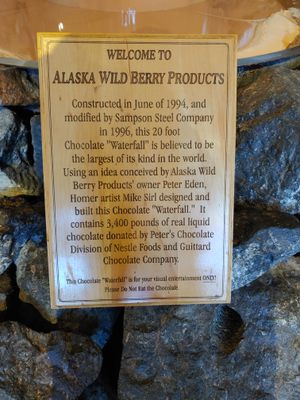 WELCOME TO
ALASKA WILD BERRY PRODUCTS
Constructed in June of 1994, and
modified by Sampson Steel Company
in 1996, this 20 foot
Chocolate "Waterfall" is believed to be
the largest of its kind in the world.
Using an idea conceived by Alaska Wild
Berry Products' owner Peter Eden,
Homer artist Mike Sirl designed and
built this Chocolate "Waterfall." It
contains 3,400 pounds of real liquid
chocolate donated by Peter's Chocolate
Division of Nestle Foods and Guittard
Chocolate Company.
This Chocolate "Waterfall" is for your visual entertainment ONLY!
Please Do Not Eat the Chocolate.